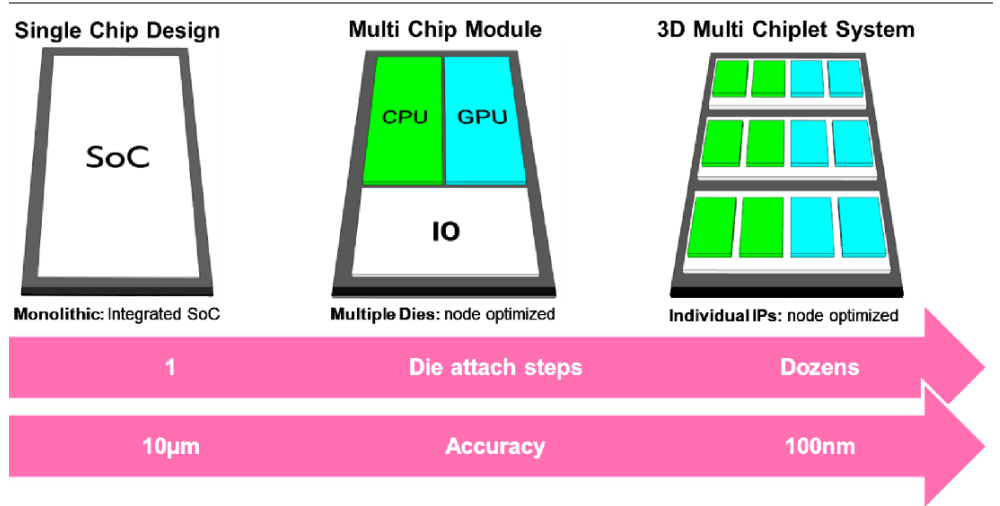 Single Chip Design
Multi Chip Module
3D Multi Chiplet System
SoC
CPU
GPU
IO
Monolithic: Integrated SoC
Multiple Dies: node optimized
Individual IPs: node optimized
1
Die attach steps
Dozens
10µm
Accuracy
100nm